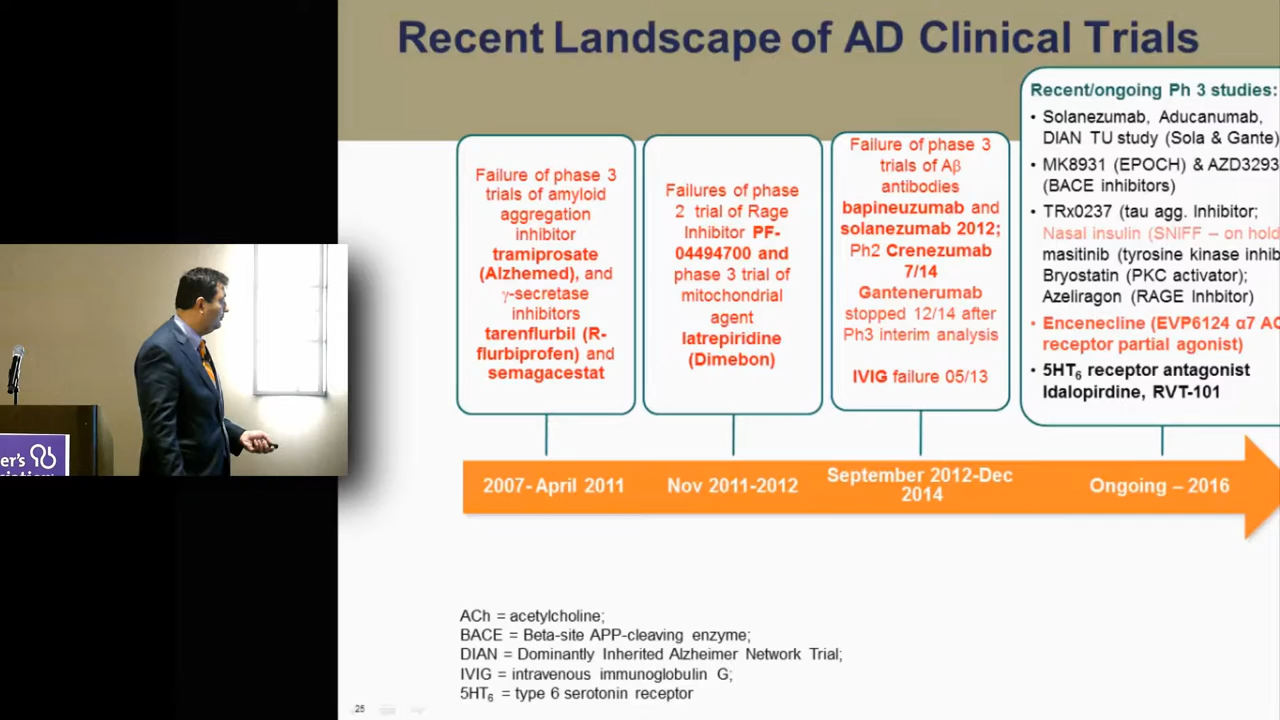 Recent Landscape of AD Clinical Trials
Failure of phase 3
trials of amyloid
aggregation
inhibitor
tramiprosate
(Alzhemed), and
γ-secretase
inhibitors
tarenflurbil (R-
flurbiprofen) and
semagacestat
Failures of phase
2 trial of Rage
Inhibitor PF-
04494700 and
phase 3 trial of
mitochondrial
agent
latrepiridine
(Dimebon)
Failure of phase 3
trials of Aβ
antibodies
bapineuzumab and
solanezumab 2012;
Ph2 Crenezumab
7/14
Gantenerumab
stopped 12/14 after
Ph3 interim analysis
IVIG failure 05/13
Recent/ongoing Ph 3 studies:
• Solanezumab, Aducanumab,
DIAN TU study (Sola & Gante)
• MK8931 (EPOCH) & AZD3293
(BACE inhibitors)
• TRx0237 (tau agg. Inhibitor;
Nasal insulin (SNIFF – on hold
masitinib (tyrosine kinase inhib
Bryostatin (PKC activator);
Azeliragon (RAGE Inhbitor)
• Encenecline (EVP6124 α7 AC
receptor partial agonist)
• 5HT6 receptor antagonist
Idalopirdine, RVT-101
2007- April 2011
Nov 2011-2012
September 2012-Dec
2014
Ongoing – 2016
ACh = acetylcholine;
BACE = Beta-site APP-cleaving enzyme;
DIAN = Dominantly Inherited Alzheimer Network Trial;
IVIG = intravenous immunoglobulin G;
5HT6 = type 6 serotonin receptor
25
er's